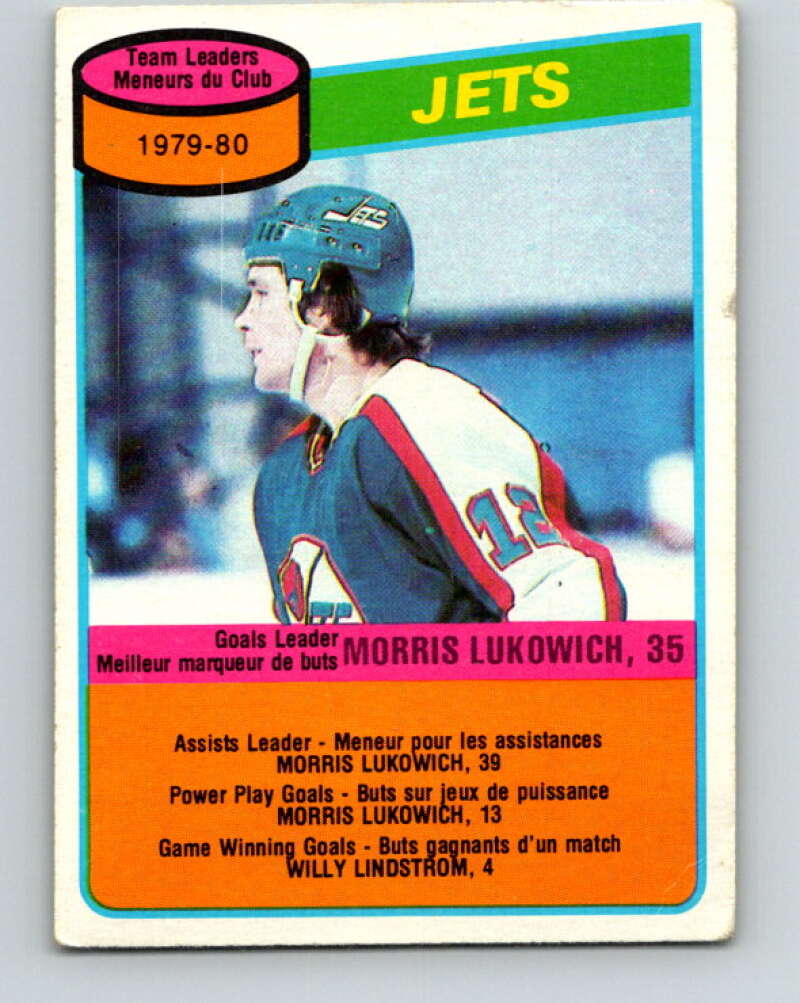 Team Leaders
Meneurs du Club
1979-80
JETS
JETS
12
Goals Leader
Meilleur marqueur de buts
MORRIS LUKOWICH, 35
Assists Leader - Meneur pour les assistances
MORRIS LUKOWICH, 39
Power Play Goals - Buts sur jeux de puissance
MORRIS LUKOWICH, 13
Game Winning Goals - Buts gagnants d'un match
WILLY LINDSTROM, 4